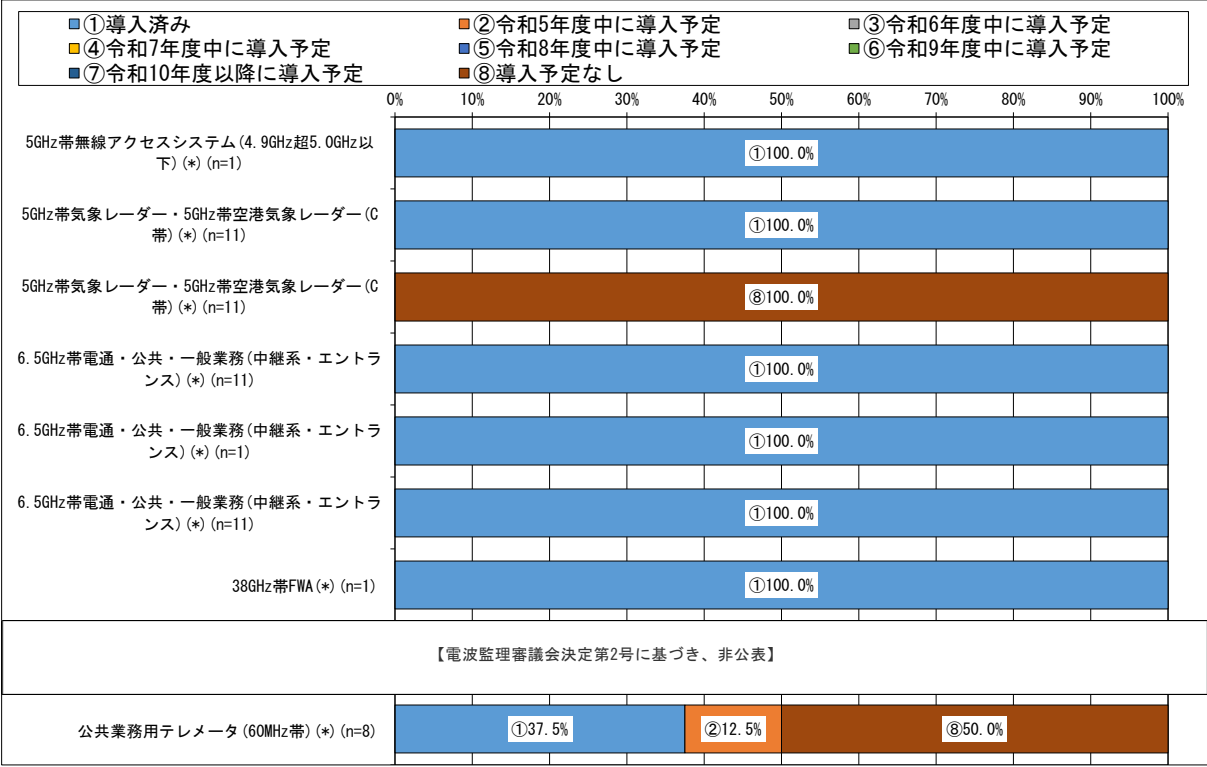 ①導入済み ②令和5年度中に導入予定 ③令和6年度中に導入予定
④令和7年度中に導入予定 ⑤令和8年度中に導入予定 ⑥令和9年度中に導入予定
⑦令和10年度以降に導入予定 ⑧導入予定なし
0% 10% 20% 30% 40% 50% 60% 70% 80% 90% 100%
5GHz帯無線アクセスシステム(4.9GHz超5.0GHz以
下)(*)(n=1)
①100.0%
5GHz帯気象レーダー・5GHz帯空港気象レーダー(C
帯)(*)(n=11)
①100.0%
5GHz帯気象レーダー・5GHz帯空港気象レーダー(C
帯)(*)(n=11)
⑧100.0%
6.5GHz帯電通・公共・一般業務(中継系・エントラ
ンス)(*)(n=11)
①100.0%
6.5GHz帯電通・公共・一般業務(中継系・エントラ
ンス)(*)(n=1)
①100.0%
6.5GHz帯電通・公共・一般業務(中継系・エントラ
ンス)(*)(n=11)
①100.0%
38GHz帯FWA(*)(n=1)
①100.0%
【電波監理審議会決定第2号に基づき、非公表】
公共業務用テレメータ(60MHz帯)(*)(n=8)
①37.5% ②12.5% ⑧50.0%